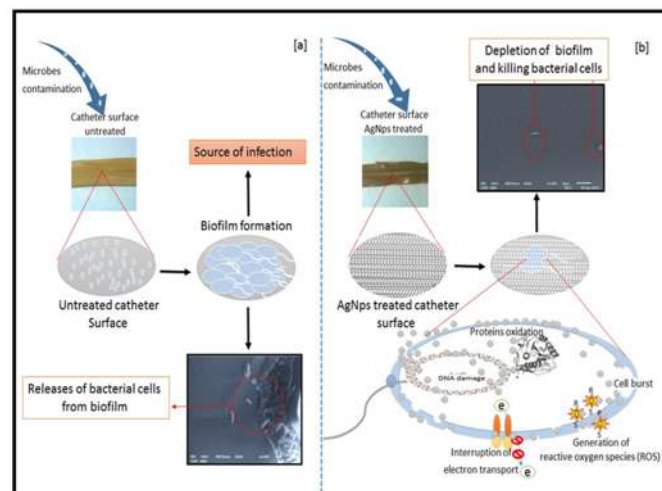 [a]
Microbes
contamination
Catheter surface
untreated
Source of infection
Biofilm formation
Untreated catheter
Surface
Releases of bacterial cells
from biofilm
[b]
Microbes
contamination
Catheter surface
AgNps treated
Depletion of biofilm
and killing bacterial cells
AgNps treated catheter
surface
Proteins oxidation
DNA damage
Cell burst
e
Interruption of
electron transport
e
Generation of
reactive oxygen species (ROS)